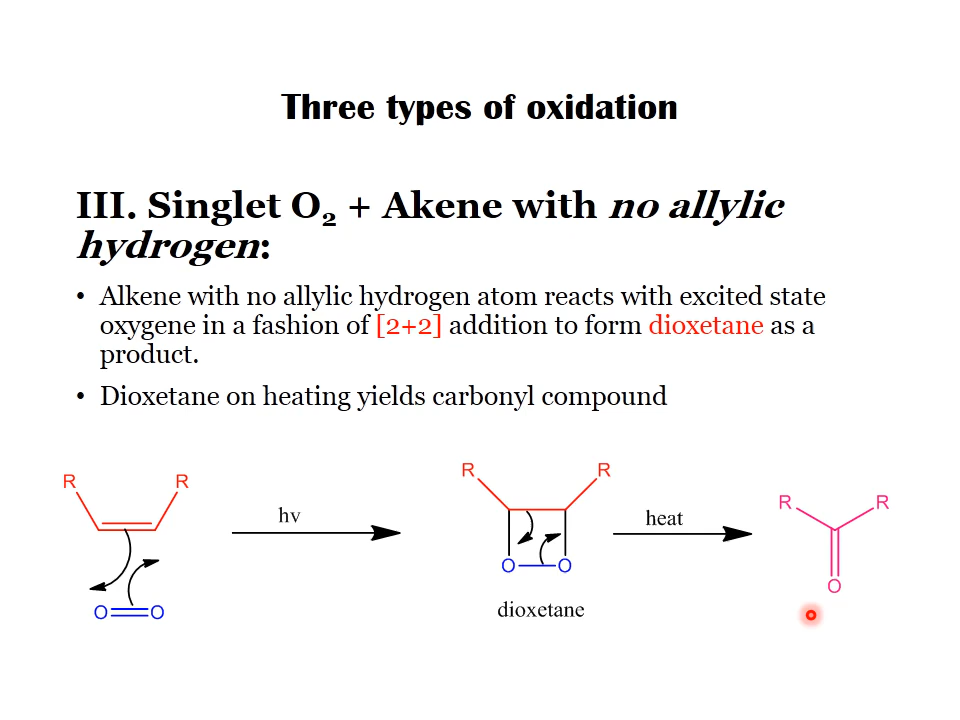 Three types of oxidation
III. Singlet O₂ + Akene with no allylic
hydrogen:
• Alkene with no allylic hydrogen atom reacts with excited state
oxygene in a fashion of [2+2] addition to form dioxetane as a
product.
• Dioxetane on heating yields carbonyl compound
R R
hv
O O
R R
O O
dioxetane
heat
R R
O